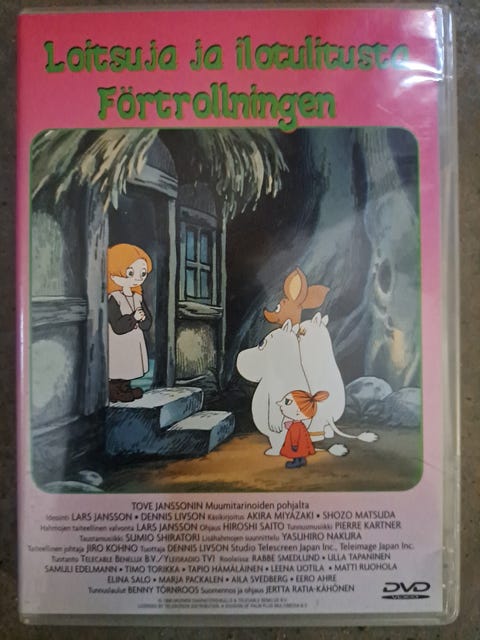 Loitsuja ja ilotulitusta
Förtrollningen
TOVE JANSSONIN Muumitarinoiden pohjalta
Ideointi LARS JANSSON • DENNIS LIVSON Käsikirjoitus AKIRA MIYAZAKI • SHOZO MATSUDA
Hahmojen taiteellinen valvonta LARS JANSSON Ohjaus HIROSHI SAITO Tunnusmusiikki PIERRE KARTNER
Taustamusiikki SUMIO SHIRATORI Lisähahmojen suunnittelu YASUHIRO NAKURA
Taiteellinen johtaja JIRO KOHNO Tuottaja DENNIS LIVSON Studio Telescreen Japan Inc., Teleimage Japan Inc.
Tuotanto TELECABLE BENELUX B.V./YLEISRADIO TV1 Rooleissa: RABBE SMEDLUND • ULLA TAPANINEN
SAMULI EDELMANN • TIMO TORIKKA • TAPIO HÄMÄLÄINEN • LEENA UOTILA • MATTI RUOHOLA
ELINA SALO • MARJA PACKALEN • AILA SVEDBERG • EERO AHRE
Tunnuslaulut BENNY TÖRNROOS Suomennos ja ohjaus JERTTA RATIA-KÄHÖNEN
DVD
VIDEO